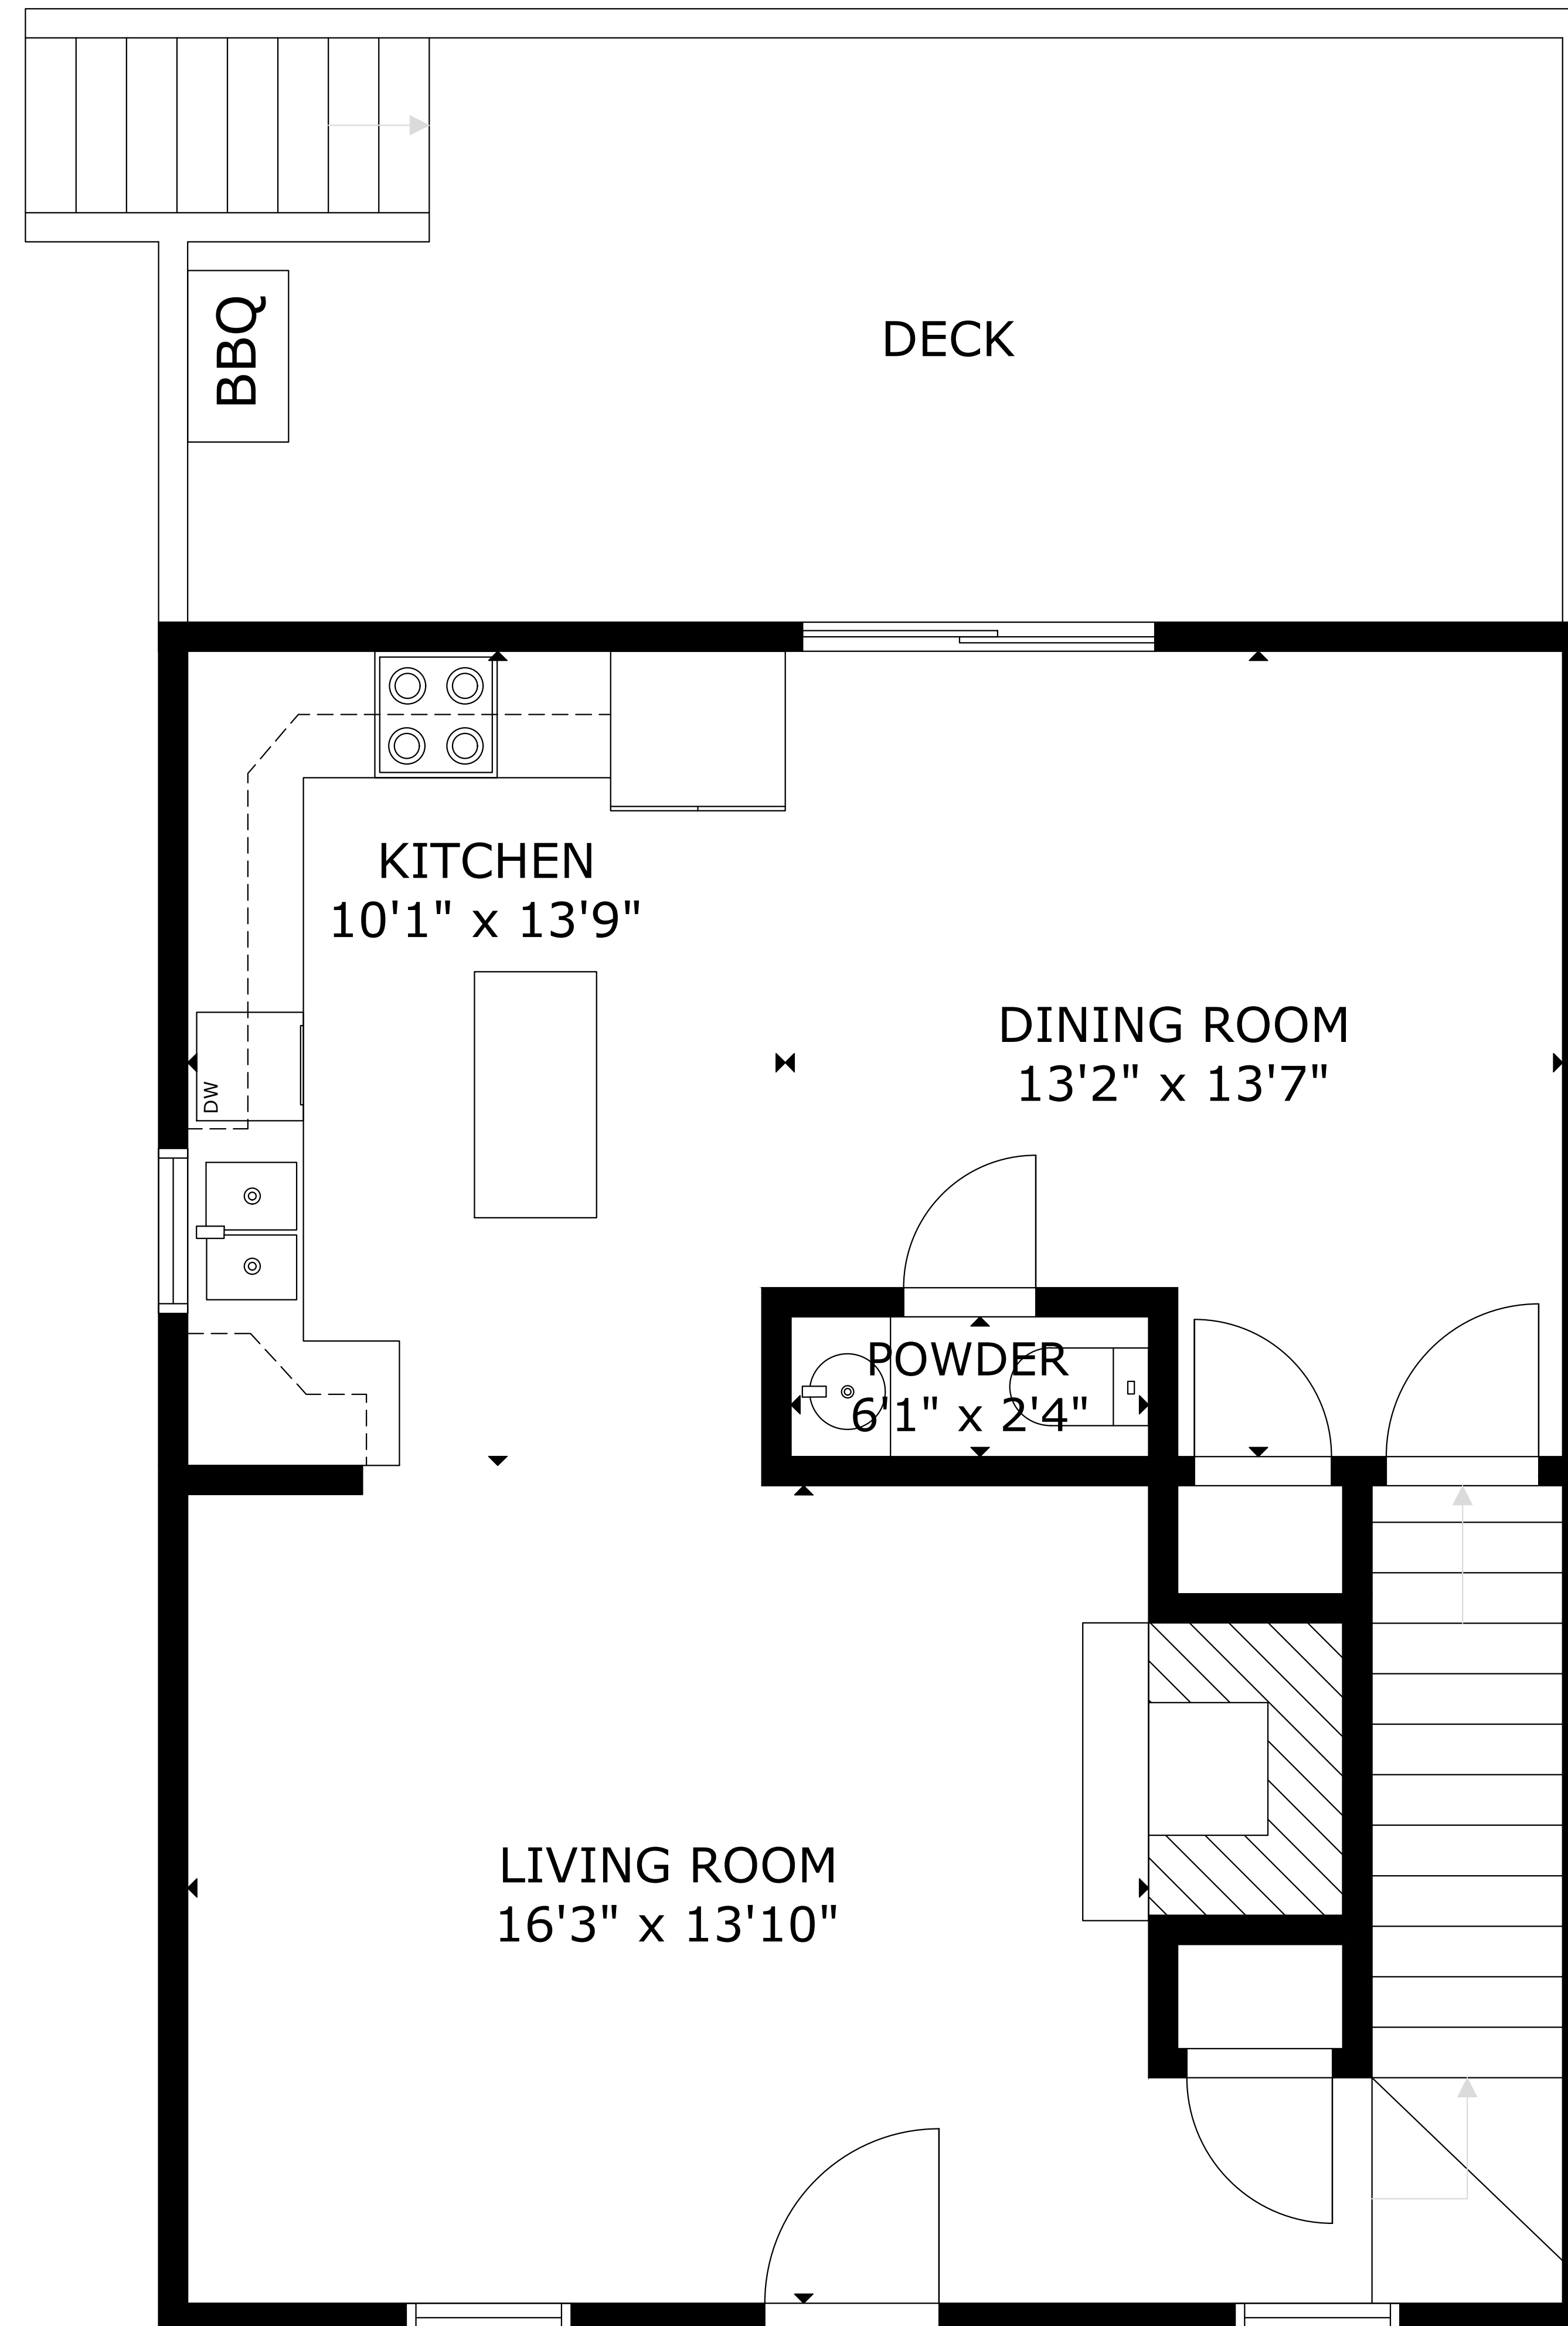 BBQ
DECK
KITCHEN
10'1" x 13'9"
DINING ROOM
13'2" x 13'7"
DW
POWDER
6'1" x 2'4"
LIVING ROOM
16'3" x 13'10"